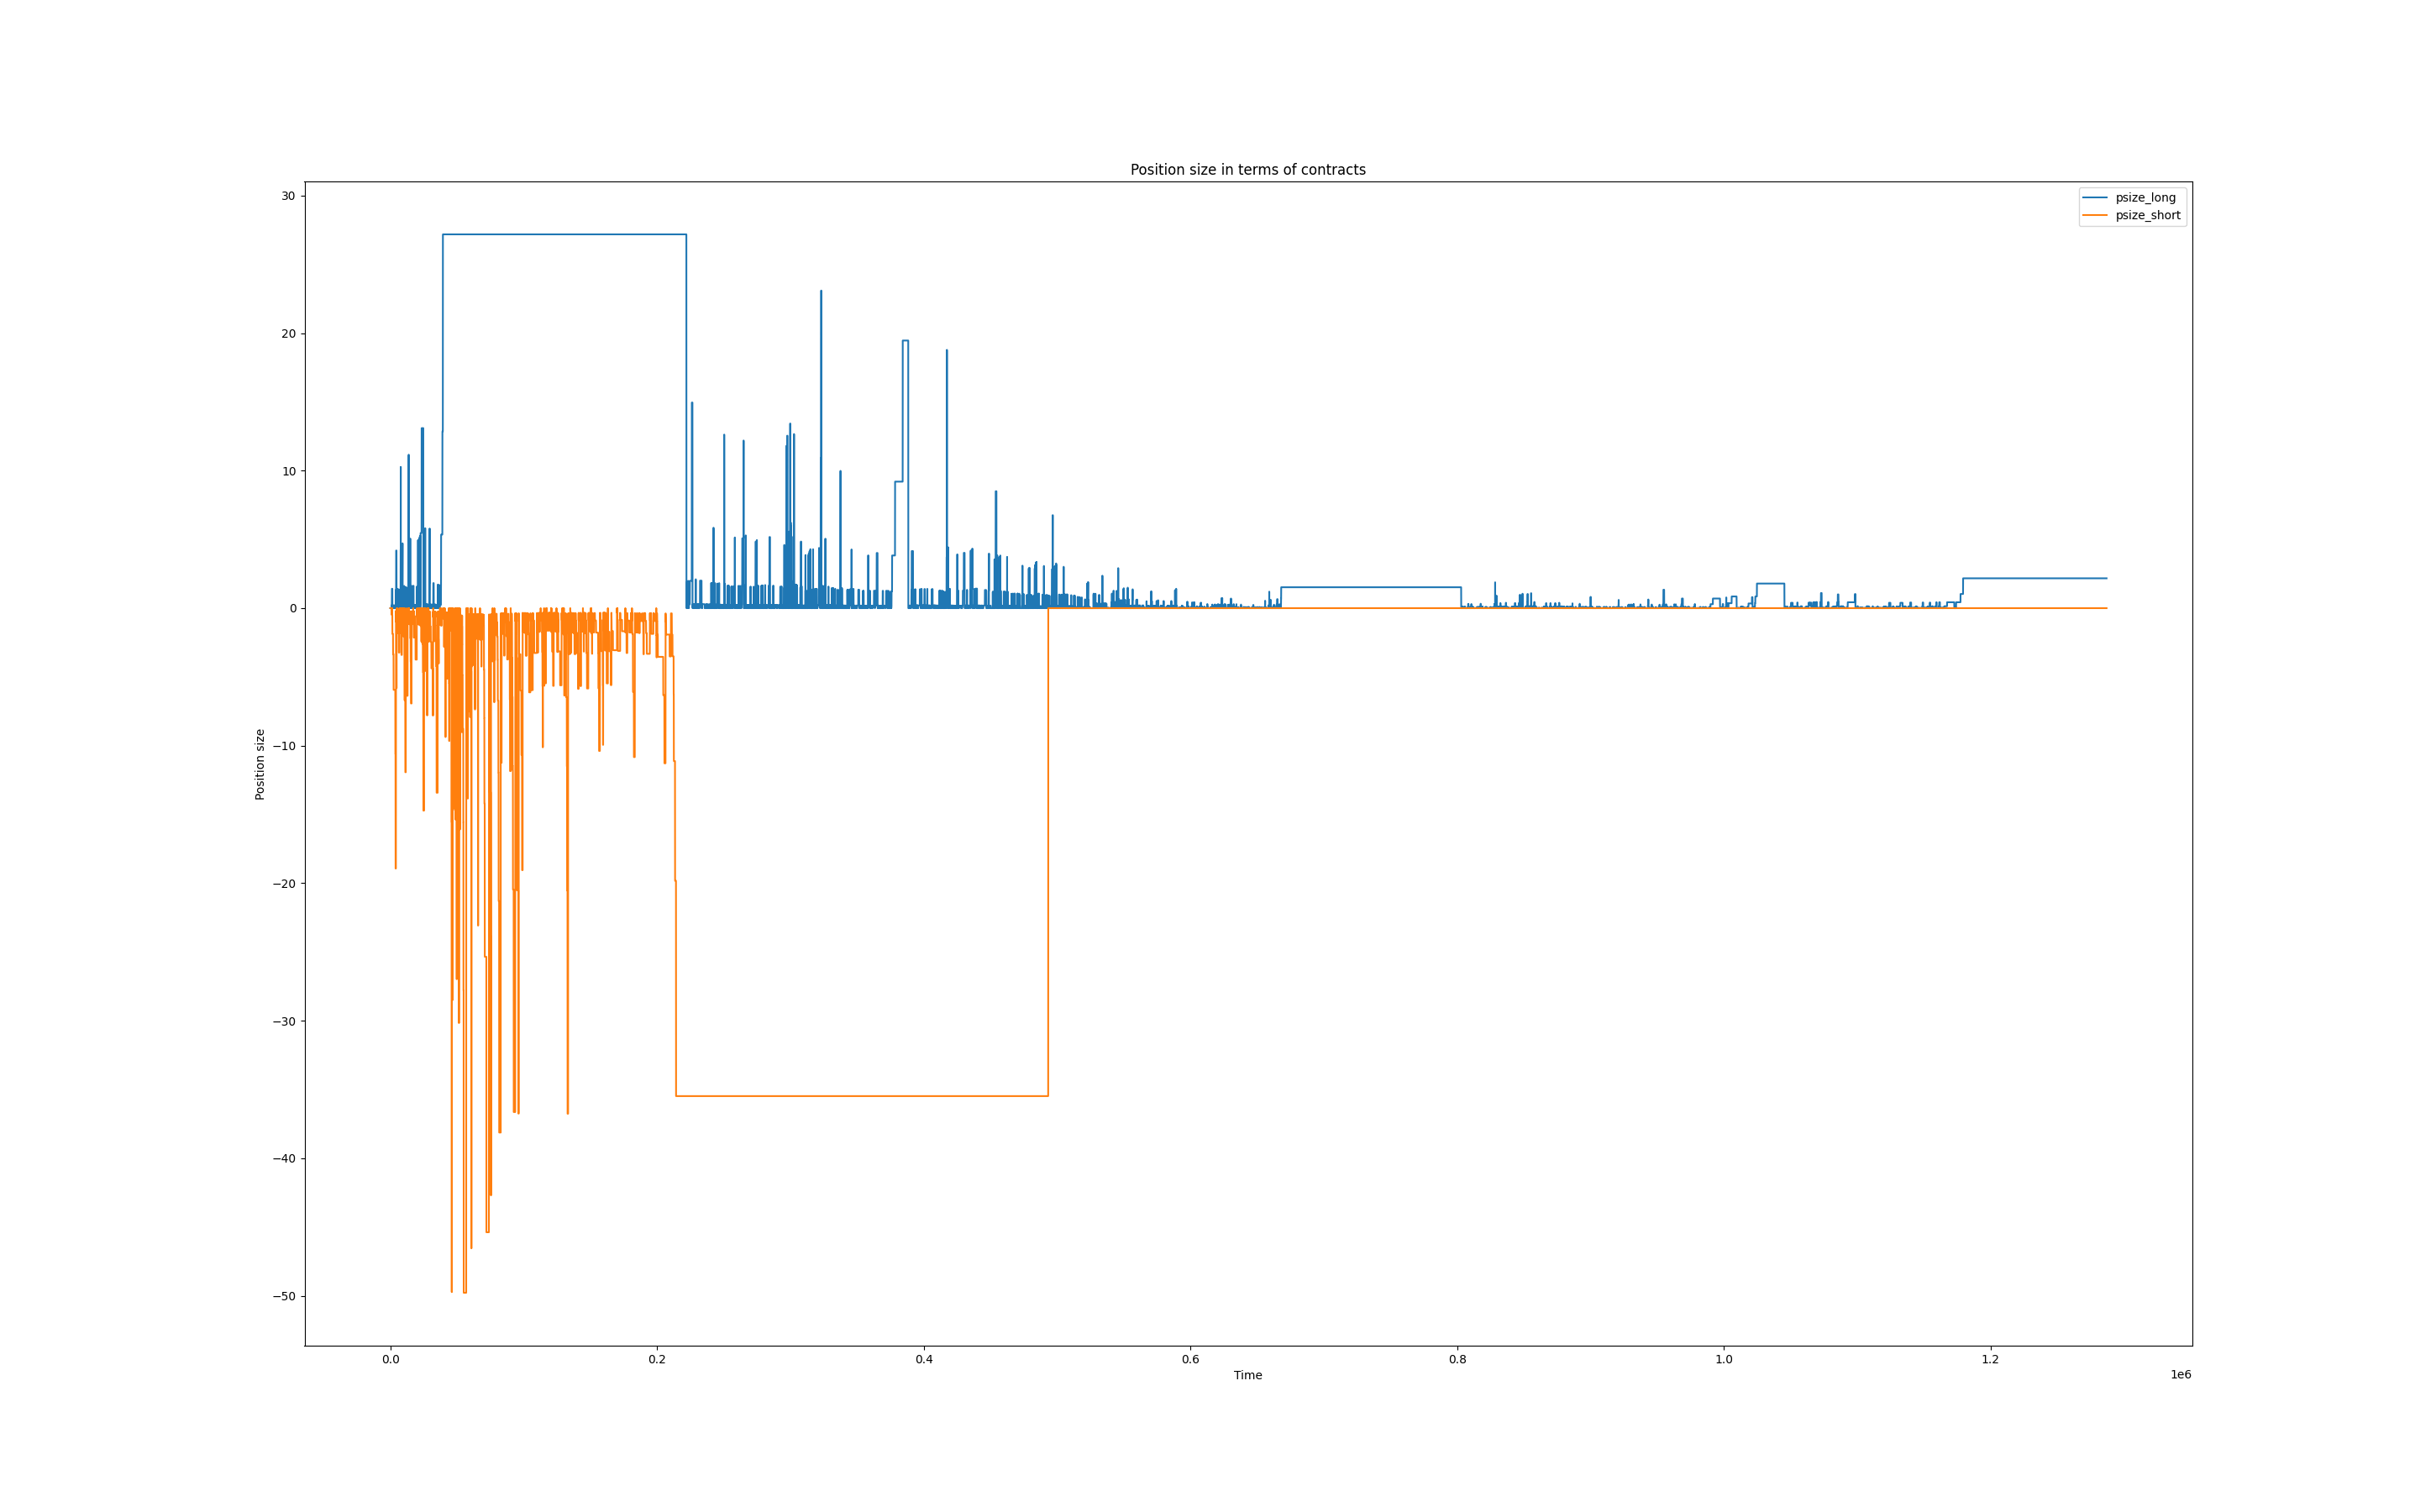 Position size in terms of contracts
psize_long
psize_short
30
20
10
0
−10
−20
−30
−40
−50
Position size
0.0 0.2 0.4 0.6 0.8 1.0 1.2
Time
1e6